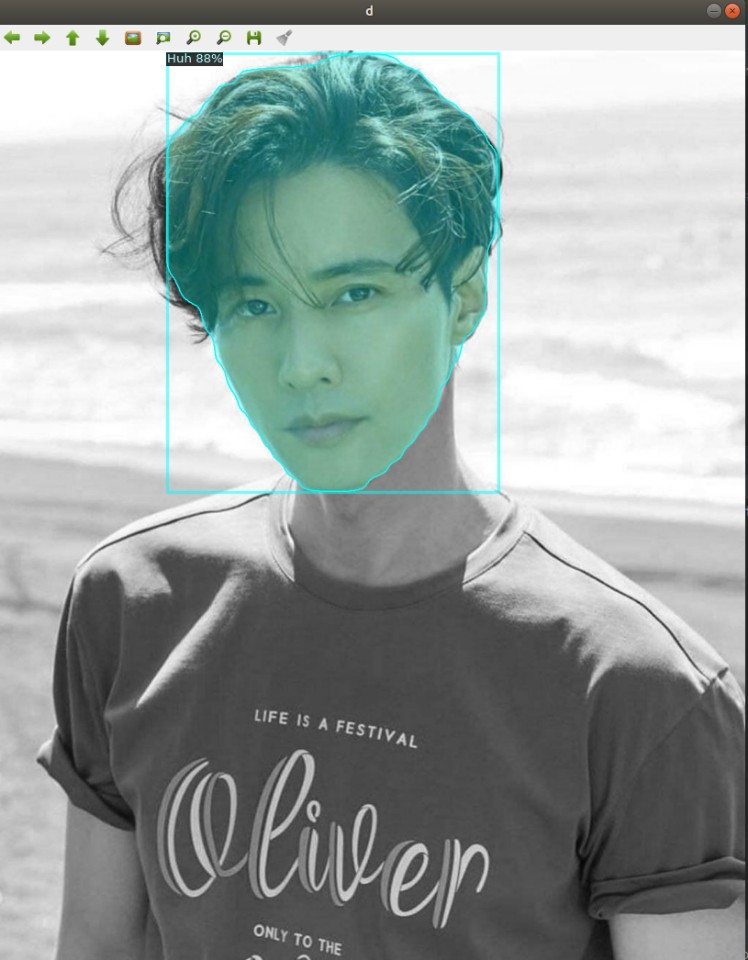 d
Huh 88%
LIFE IS A FESTIVAL
Oliver
ONLY TO THE